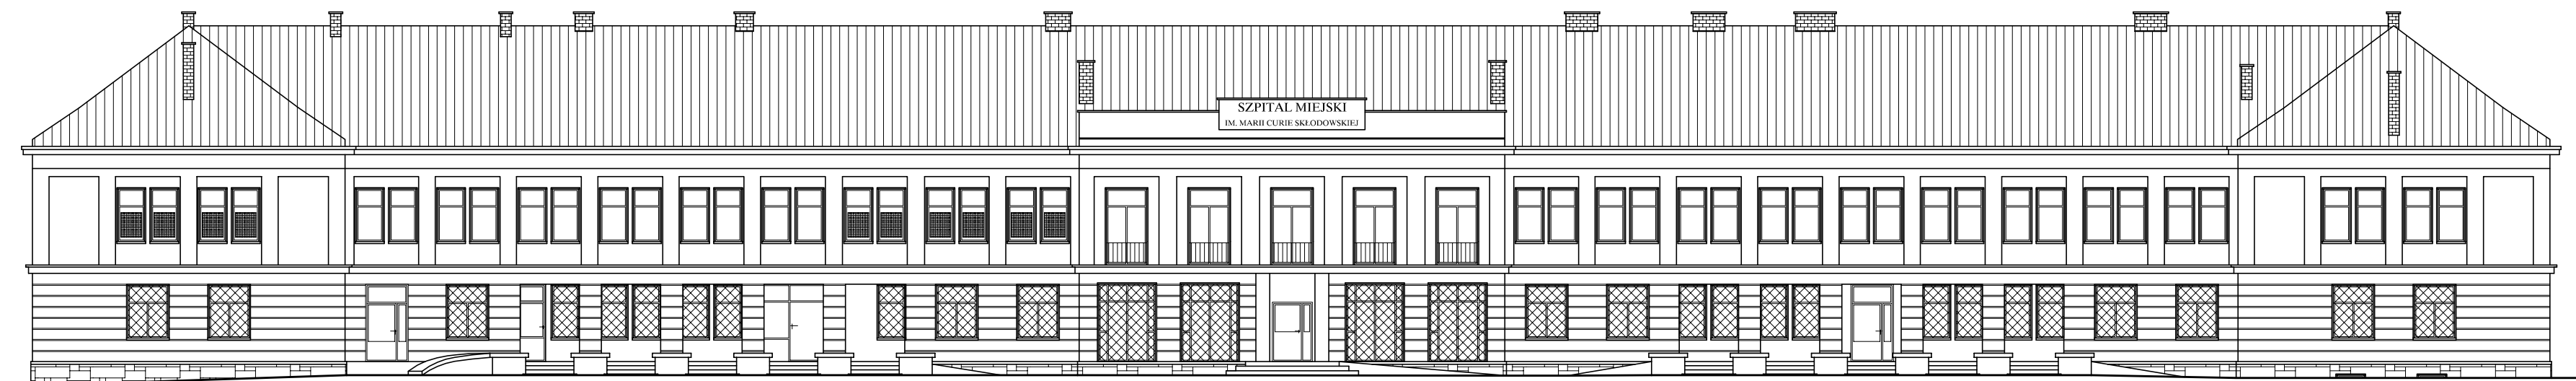 SZPITAL MIEJSKI
IM. MARII CURIE SKŁODOWSKIEJ